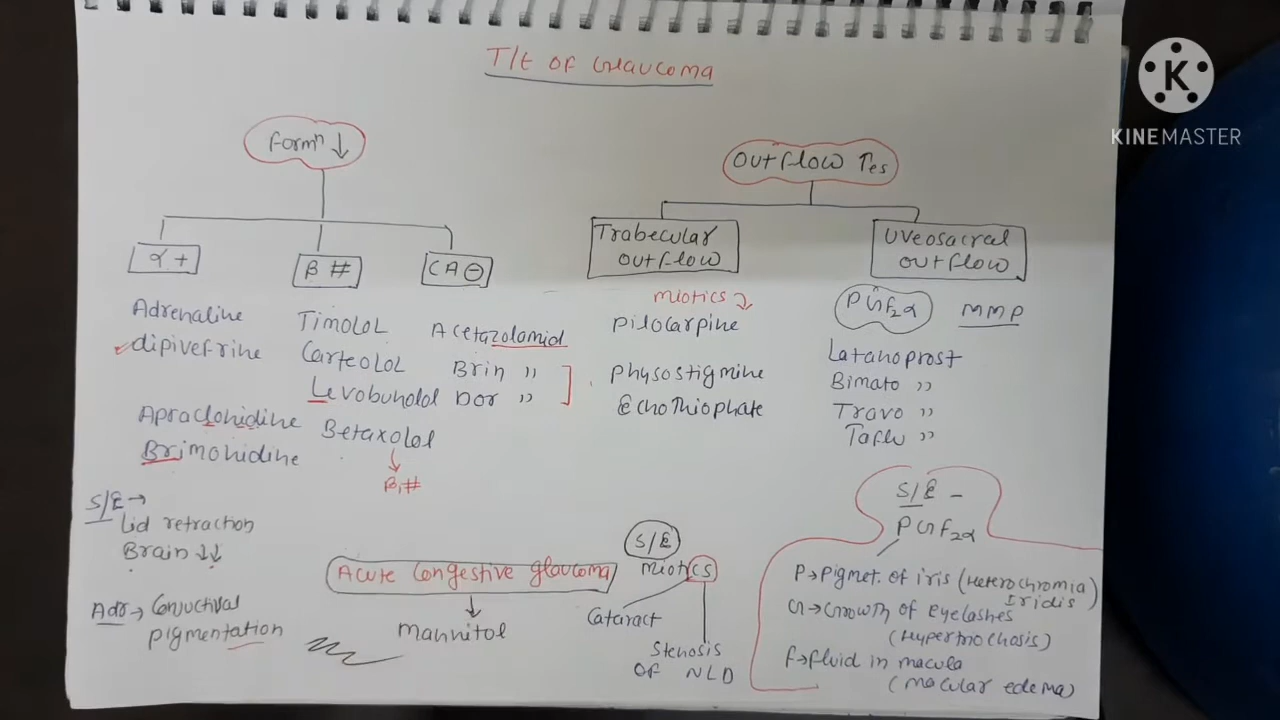 T/t OF Glaucoma
Formⁿ ↓
α +
β #
CA ⊖
Adrenaline
dipivefrine
Apraclonidine
Brimonidine
Timolol
Carteolol
Levobunolol
Betaxolol
β₁#
Acetazolamid
Brin ,,
Dor ,,
S/E →
Lid retraction
Brain ↓↓
Adr → Conjuctival
pigmentation
Outflow ↑es
Trabecular
outflow
Miotics
Pilocarpine
Physostigmine
Echothiophate
Uveosacral
outflow
PGF₂α
MMP
Latanoprost
Bimato ,,
Travo ,,
Taflu ,,
Acute Congestive glaucoma
↓
Mannitol
S/E
Miotics
Cataract
Stenosis
OF NLD
S/E -
PGF₂α
P→Pigmet. of iris (Heterochromia
Iridis)
G→Growth of Eyelashes
(Hypertrichosis)
F→Fluid in macula
(macular edema)
K
KINEMASTER